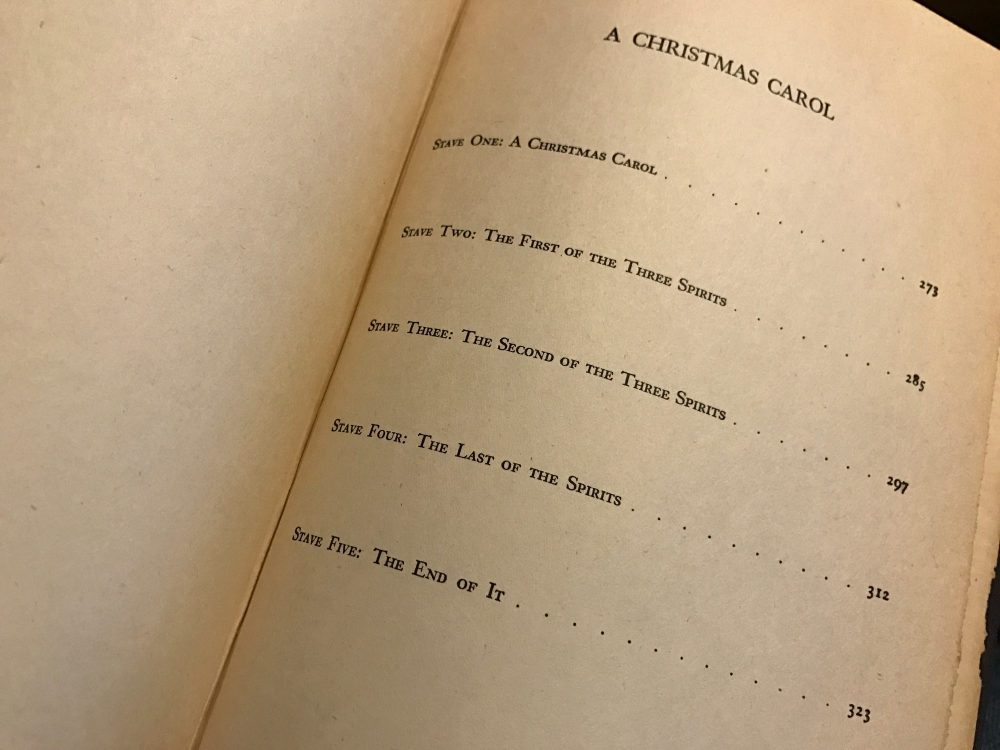 A CHRISTMAS CAROL
Stave One: A Christmas Carol . . . . . . . . . . . . 273
Stave Two: The First of the Three Spirits . . . . . . . . 285
Stave Three: The Second of the Three Spirits . . . . . . . 297
Stave Four: The Last of the Spirits . . . . . . . . . . 312
Stave Five: The End of It . . . . . . . . . . . . 323